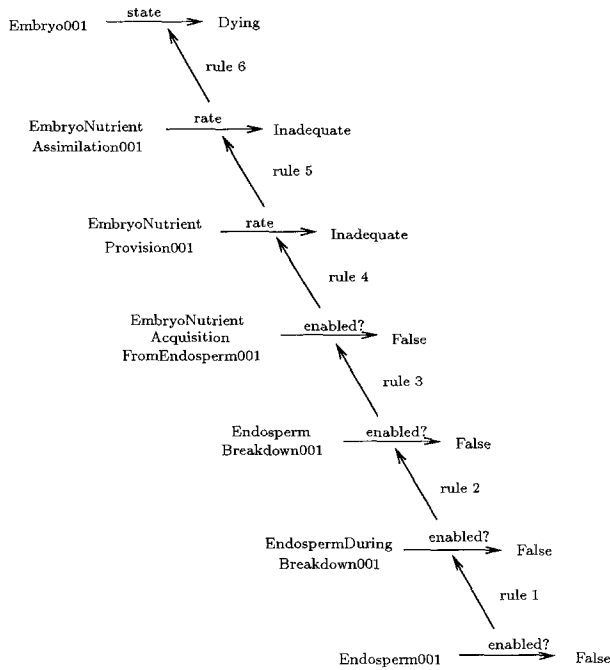 state
Embryo001 Dying
rule 6
rate
EmbryoNutrient Inadequate
Assimilation001
rule 5
EmbryoNutrient rate
Provision001 Inadequate
rule 4
EmbryoNutrient enabled?
Acquisition False
FromEndosperm001
rule 3
Endosperm enabled?
Breakdown001 False
rule 2
EndospermDuring enabled?
Breakdown001 False
rule 1
enabled?
Endosperm001 False